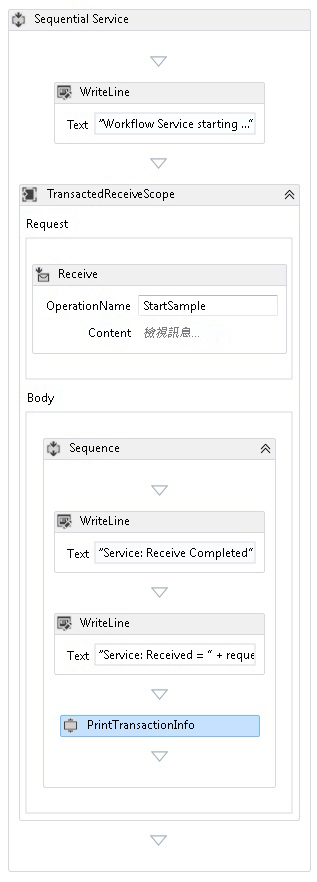 Sequential Service
WriteLine
Text "Workflow Service starting ..."
TransactedReceiveScope
Request
Receive
OperationName StartSample
Content 檢視訊息...
Body
Sequence
WriteLine
Text "Service: Receive Completed"
WriteLine
Text "Service: Received = " + reque
PrintTransactionInfo